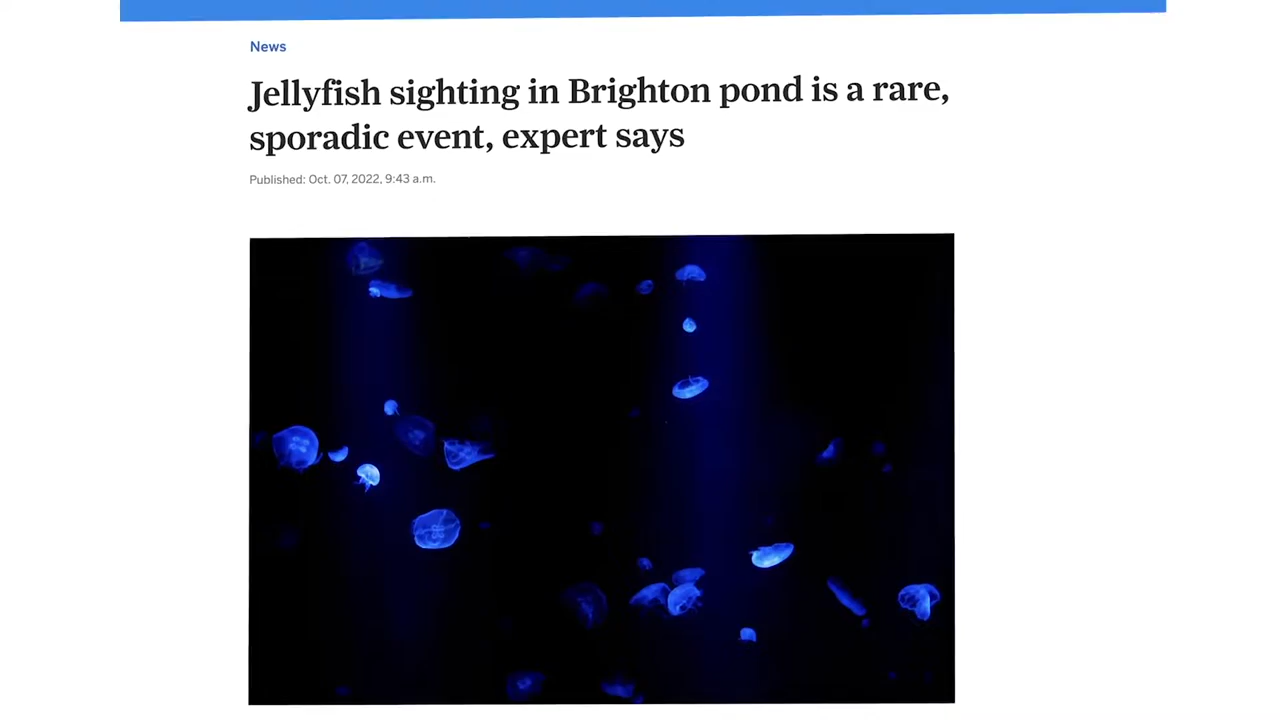 News
Jellyfish sighting in Brighton pond is a rare,
sporadic event, expert says
Published: Oct. 07, 2022, 9:43 a.m.